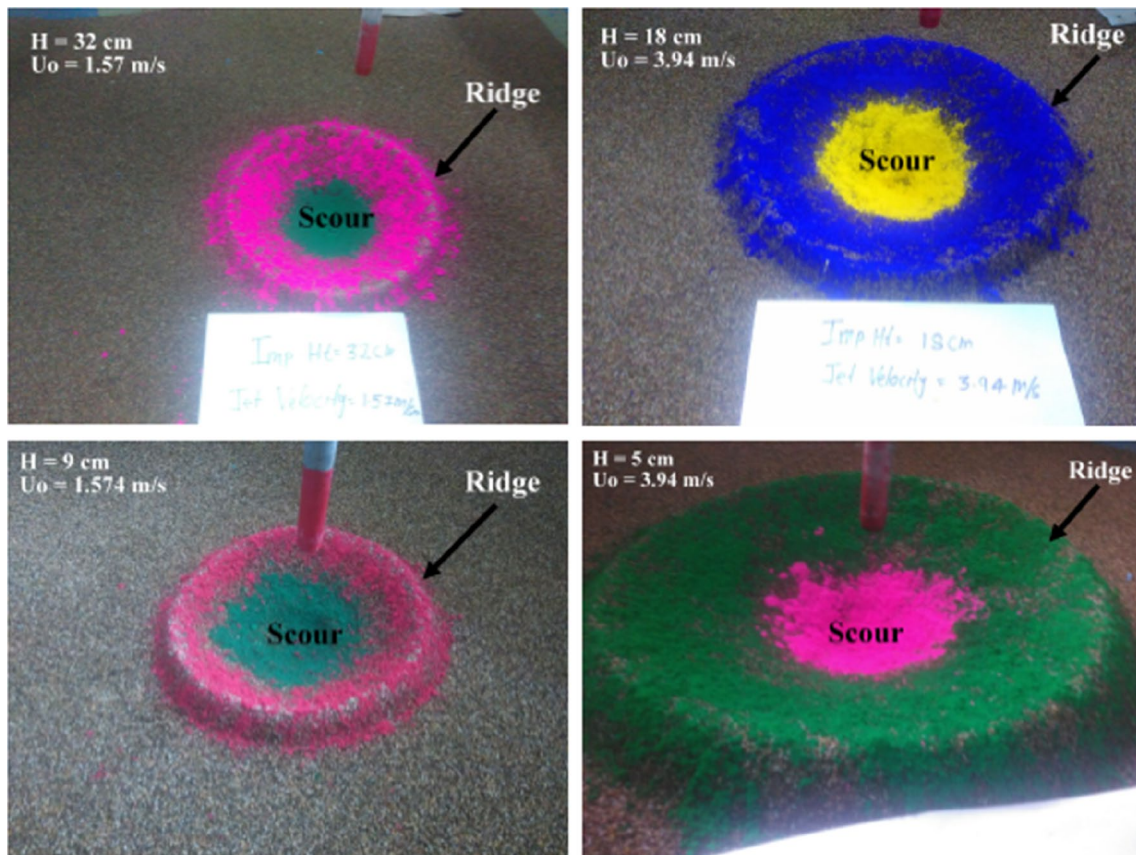 H = 32 cm
Uo = 1.57 m/s
Ridge
Scour
Imp Ht= 32cm
Jet Velocity=
H = 18 cm
Uo = 3.94 m/s
Ridge
Scour
Imp Ht= 18cm
Jet Velocity = 3.94 m/s
H = 9 cm
Uo = 1.574 m/s
Ridge
Scour
H = 5 cm
Uo = 3.94 m/s
Ridge
Scour